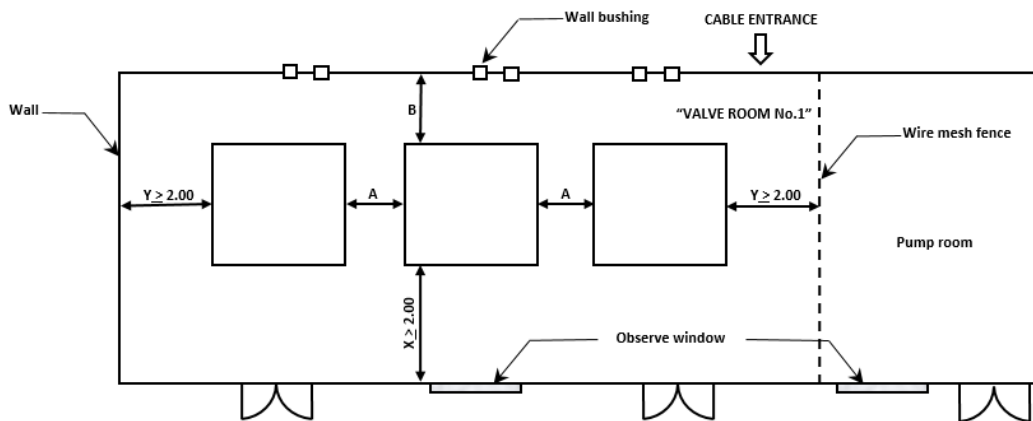 Wall bushing
CABLE ENTRANCE
Wall
B
“VALVE ROOM No.1”
Wire mesh fence
Y ≥ 2.00
A
A
Y ≥ 2.00
Pump room
X ≥ 2.00
Observe window